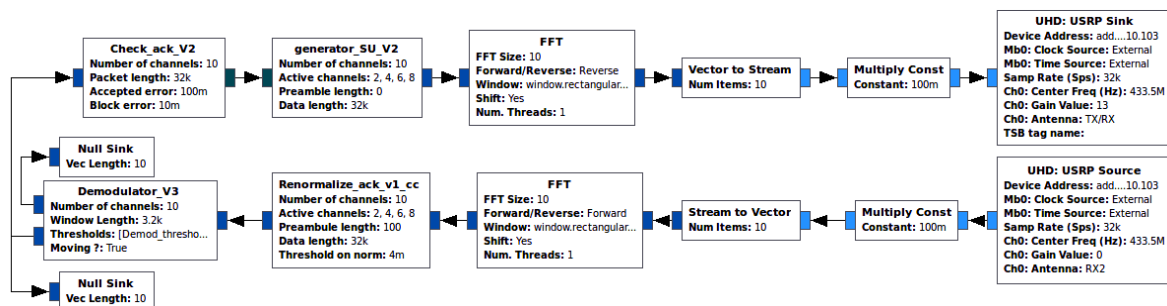 Check_ack_V2
Number of channels: 10
Packet length: 32k
Accepted error: 100m
Block error: 10m
generator_SU_V2
Number of channels: 10
Active channels: 2, 4, 6, 8
Preamble length: 0
Data length: 32k
FFT
FFT Size: 10
Forward/Reverse: Reverse
Window: window.rectangular...
Shift: Yes
Num. Threads: 1
Vector to Stream
Num Items: 10
Multiply Const
Constant: 100m
UHD: USRP Sink
Device Address: add....10.103
Mb0: Clock Source: External
Mb0: Time Source: External
Samp Rate (Sps): 32k
Ch0: Center Freq (Hz): 433.5M
Ch0: Gain Value: 13
Ch0: Antenna: TX/RX
TSB tag name:
Null Sink
Vec Length: 10
Demodulator_V3
Number of channels: 10
Window Length: 3.2k
Thresholds: [Demod_thresho...
Moving ?: True
Null Sink
Vec Length: 10
Renormalize_ack_v1_cc
Number of channels: 10
Active channels: 2, 4, 6, 8
Preambule length: 100
Data length: 32k
Threshold on norm: 4m
FFT
FFT Size: 10
Forward/Reverse: Forward
Window: window.rectangular...
Shift: Yes
Num. Threads: 1
Stream to Vector
Num Items: 10
Multiply Const
Constant: 100m
UHD: USRP Source
Device Address: add....10.103
Mb0: Clock Source: External
Mb0: Time Source: External
Samp Rate (Sps): 32k
Ch0: Center Freq (Hz): 433.5M
Ch0: Gain Value: 0
Ch0: Antenna: RX2